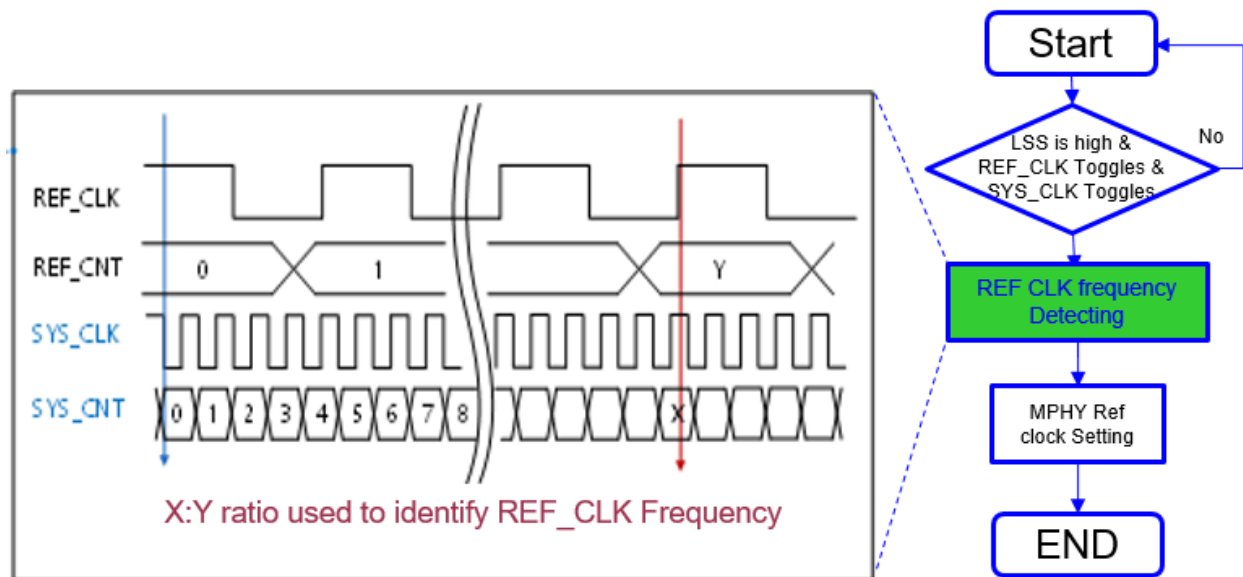 REF_CLK
REF_CNT
0
1
Y
SYS_CLK
SYS_CNT
0 1 2 3 4 5 6 7 8
X
X:Y ratio used to identify REF_CLK Frequency
Start
LSS is high &
REF_CLK Toggles &
SYS_CLK Toggles
No
REF CLK frequency
Detecting
MPHY Ref
clock Setting
END